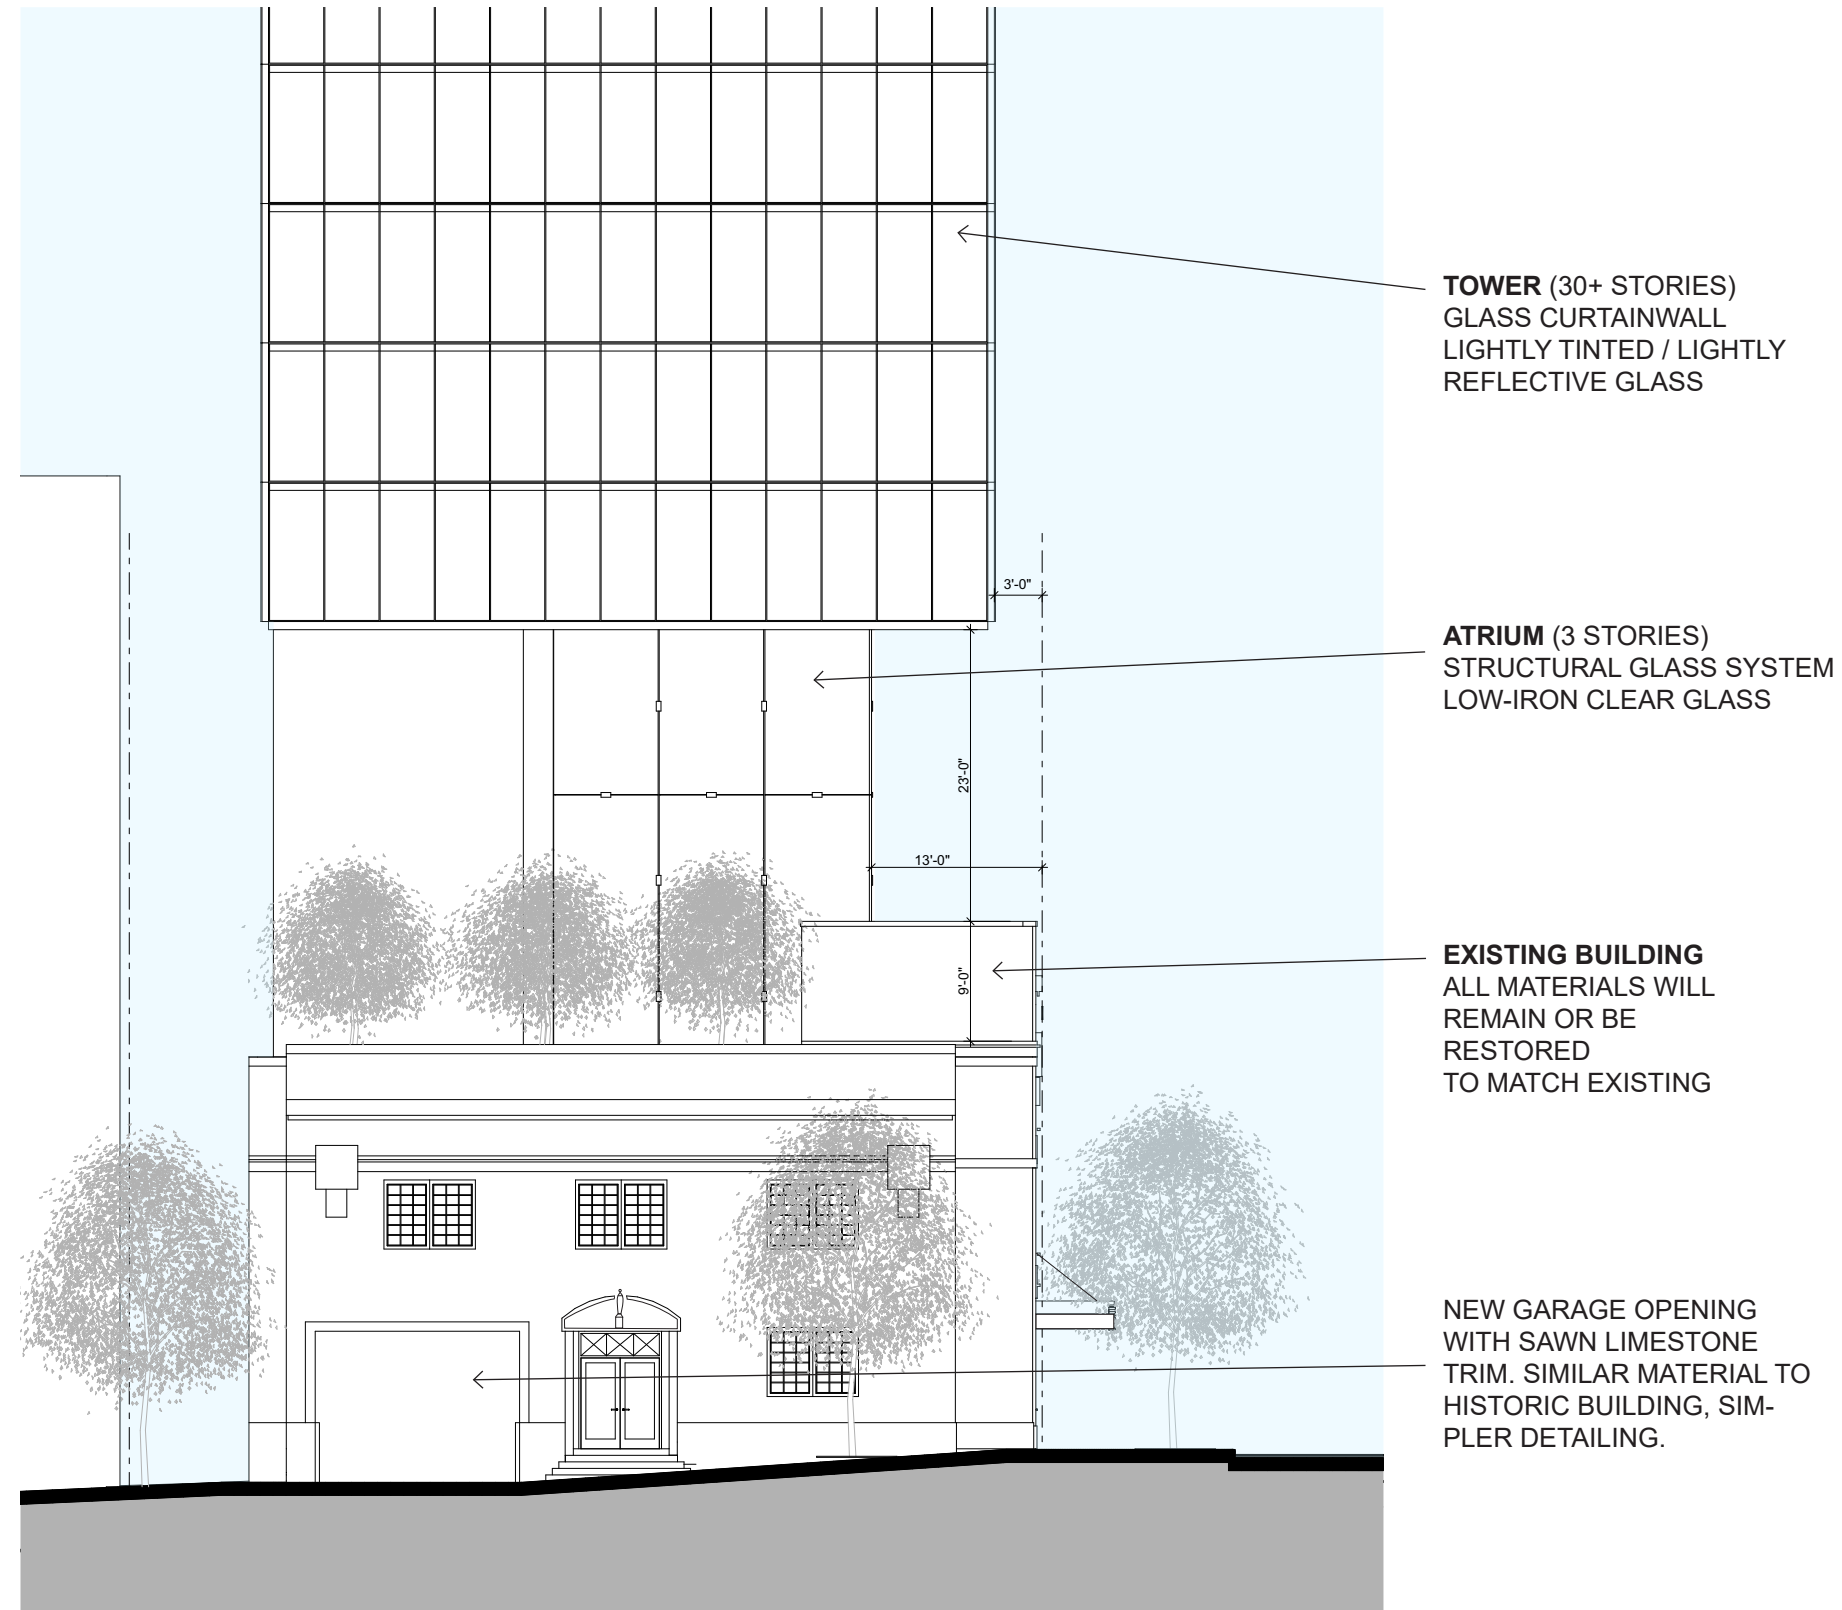 TOWER (30+ STORIES)
GLASS CURTAINWALL
LIGHTLY TINTED / LIGHTLY
REFLECTIVE GLASS
3'-0"
ATRIUM (3 STORIES)
STRUCTURAL GLASS SYSTEM
LOW-IRON CLEAR GLASS
23'-0"
13'-0"
EXISTING BUILDING
ALL MATERIALS WILL
REMAIN OR BE
RESTORED
TO MATCH EXISTING
9'-0"
NEW GARAGE OPENING
WITH SAWN LIMESTONE
TRIM. SIMILAR MATERIAL TO
HISTORIC BUILDING, SIM-
PLER DETAILING.